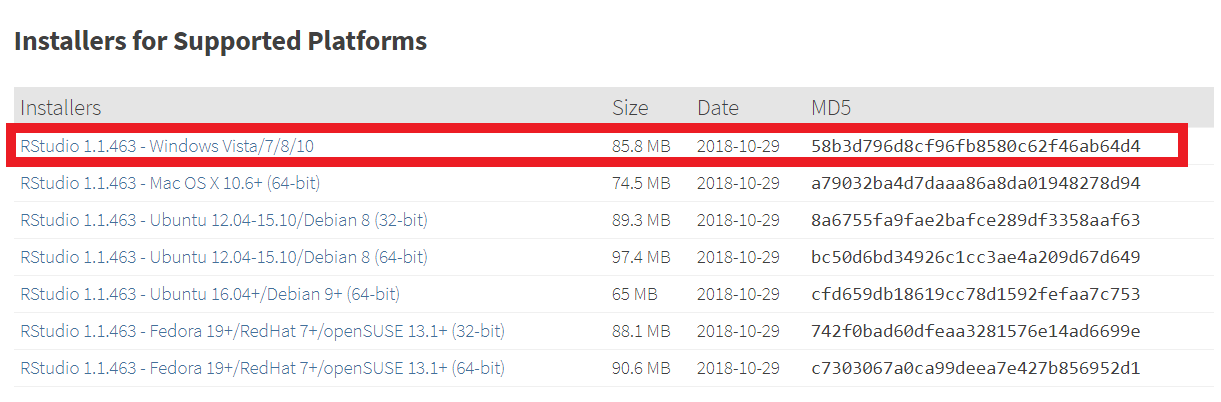 Installers for Supported Platforms
Installers Size Date MD5
RStudio 1.1.463 - Windows Vista/7/8/10 85.8 MB 2018-10-29 58b3d796d8cf96fb8580c62f46ab64d4
RStudio 1.1.463 - Mac OS X 10.6+ (64-bit) 74.5 MB 2018-10-29 a79032ba4d7daaa86a8da01948278d94
RStudio 1.1.463 - Ubuntu 12.04-15.10/Debian 8 (32-bit) 89.3 MB 2018-10-29 8a6755fa9fae2bafce289df3358aaf63
RStudio 1.1.463 - Ubuntu 12.04-15.10/Debian 8 (64-bit) 97.4 MB 2018-10-29 bc50d6bd34926c1cc3ae4a209d67d649
RStudio 1.1.463 - Ubuntu 16.04+/Debian 9+ (64-bit) 65 MB 2018-10-29 cfd659db18619cc78d1592fefaa7c753
RStudio 1.1.463 - Fedora 19+/RedHat 7+/openSUSE 13.1+ (32-bit) 88.1 MB 2018-10-29 742f0bad60dfeaa3281576e14ad6699e
RStudio 1.1.463 - Fedora 19+/RedHat 7+/openSUSE 13.1+ (64-bit) 90.6 MB 2018-10-29 c7303067a0ca99deea7e427b856952d1